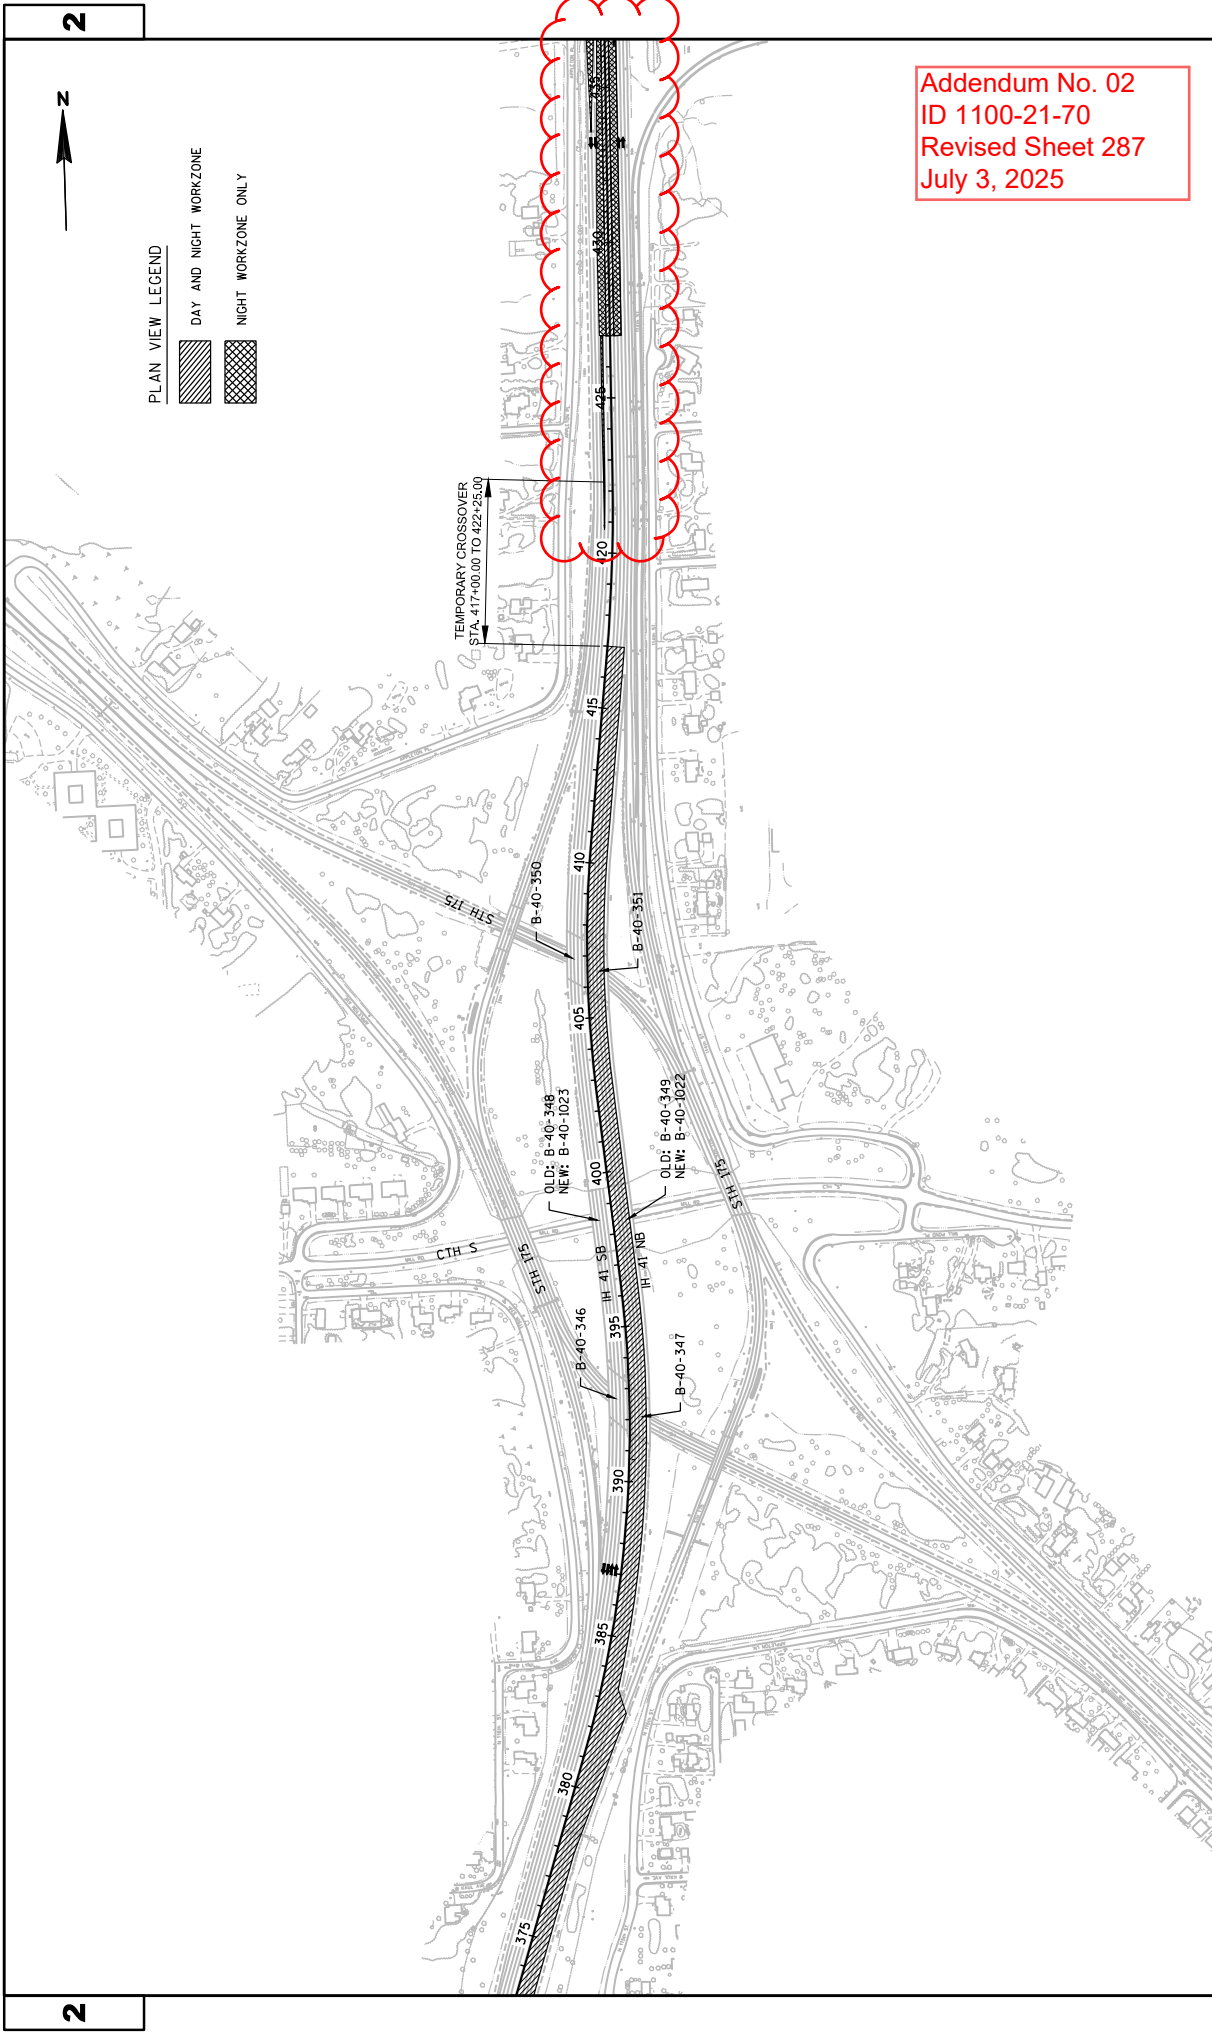 2
Addendum No. 02
ID 1100-21-70
Revised Sheet 287
July 3, 2025
N
PLAN VIEW LEGEND
DAY AND NIGHT WORKZONE
NIGHT WORKZONE ONLY
430
425
TEMPORARY CROSSOVER
STA. 417+00.00 TO 422+25.00
420
415
APPLETON PL
410
B-40-350
STH 175
B-40-351
405
OLD: B-40-348
NEW: B-40-1023
OLD: B-40-349
NEW: B-40-1022
400
STH 175
CTH S
STH 175
IH 41 SB
IH 41 NB
395
B-40-346
B-40-347
390
385
380
375
2